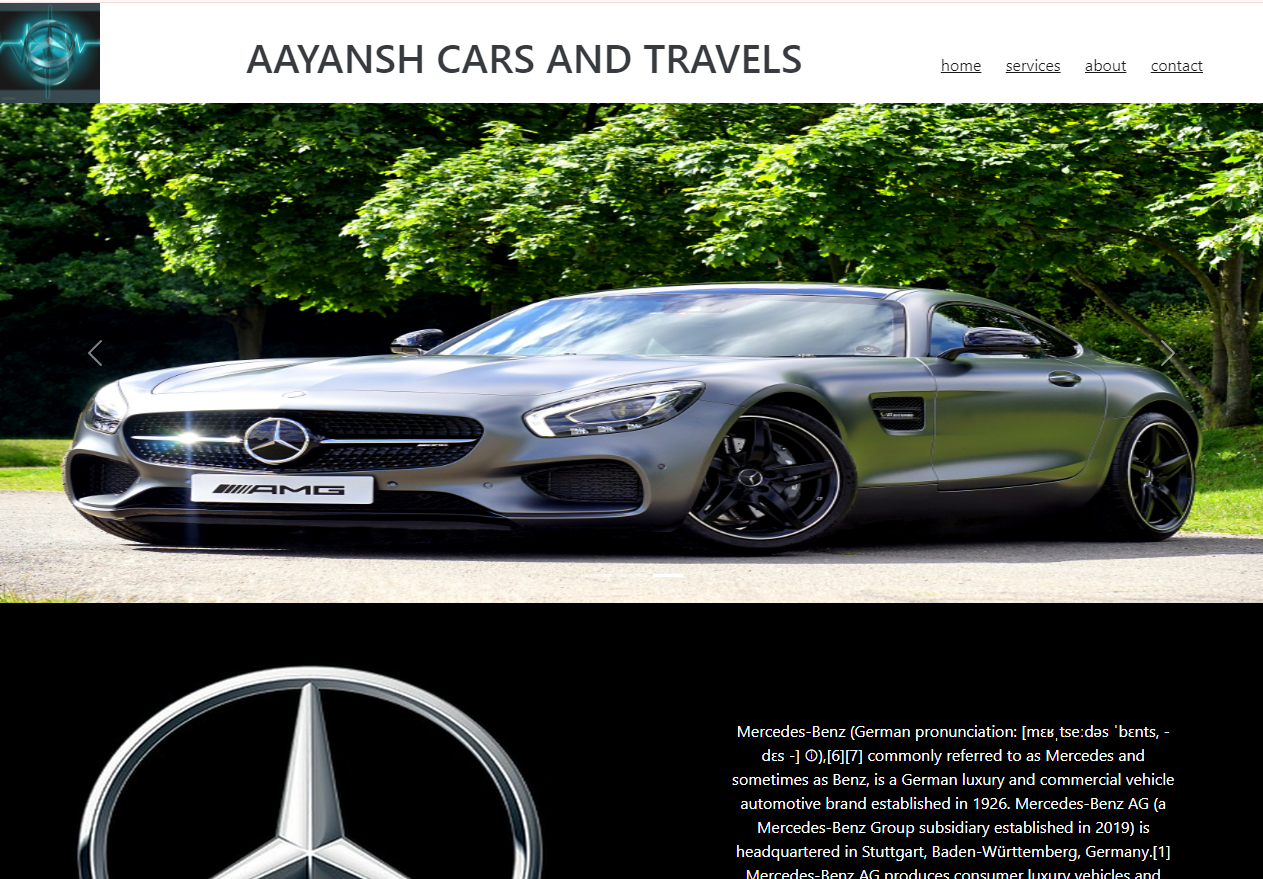 AAYANSH CARS AND TRAVELS
home services about contact
AMG
Mercedes-Benz (German pronunciation: [mɛʁˌtseːdəs ˈbɛnts, -
dɛs -] ⓘ),[6][7] commonly referred to as Mercedes and
sometimes as Benz, is a German luxury and commercial vehicle
automotive brand established in 1926. Mercedes-Benz AG (a
Mercedes-Benz Group subsidiary established in 2019) is
headquartered in Stuttgart, Baden-Württemberg, Germany.[1]
Mercedes-Benz AG produces consumer luxury vehicles and